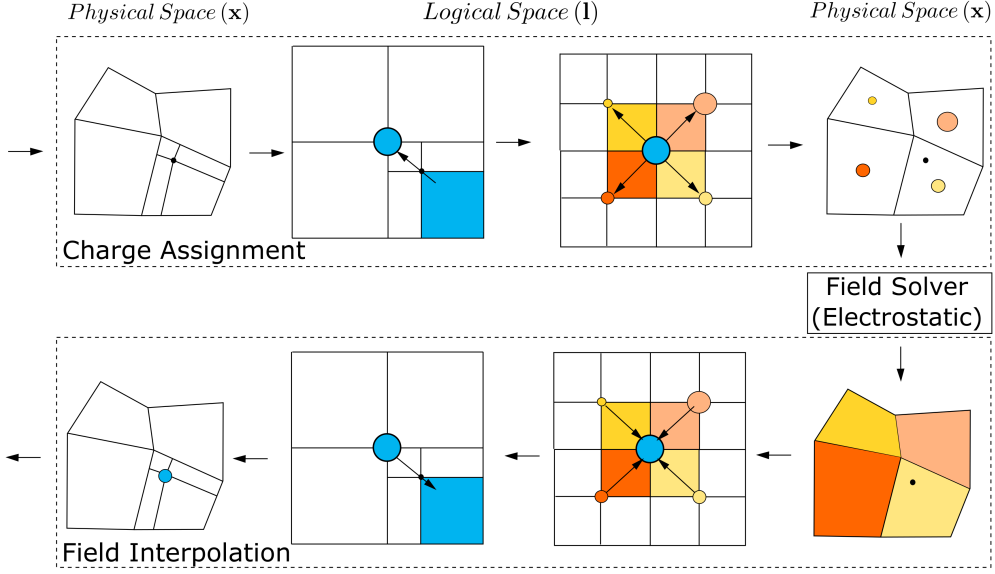 Physical Space (x)
Logical Space (l)
Physical Space (x)
Charge Assignment
Field Solver
(Electrostatic)
Field Interpolation